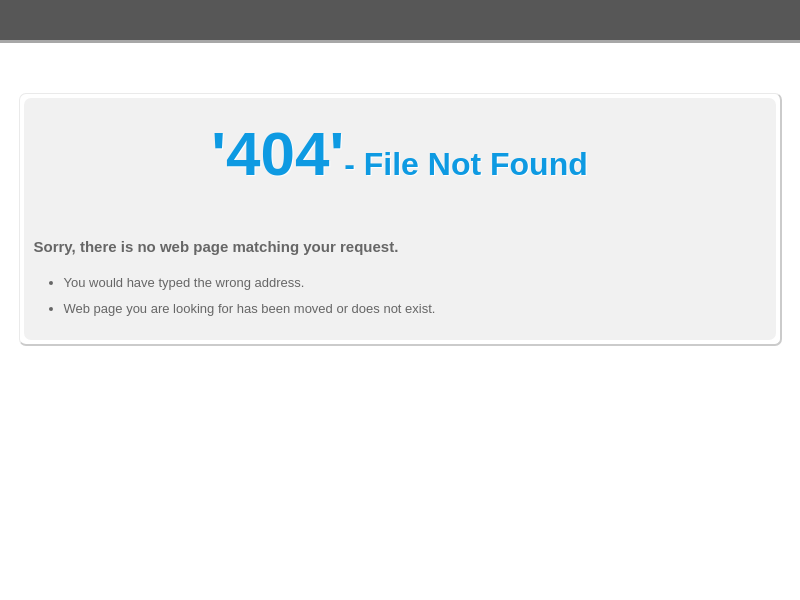 '404'- File Not Found
Sorry, there is no web page matching your request.
• You would have typed the wrong address.
• Web page you are looking for has been moved or does not exist.